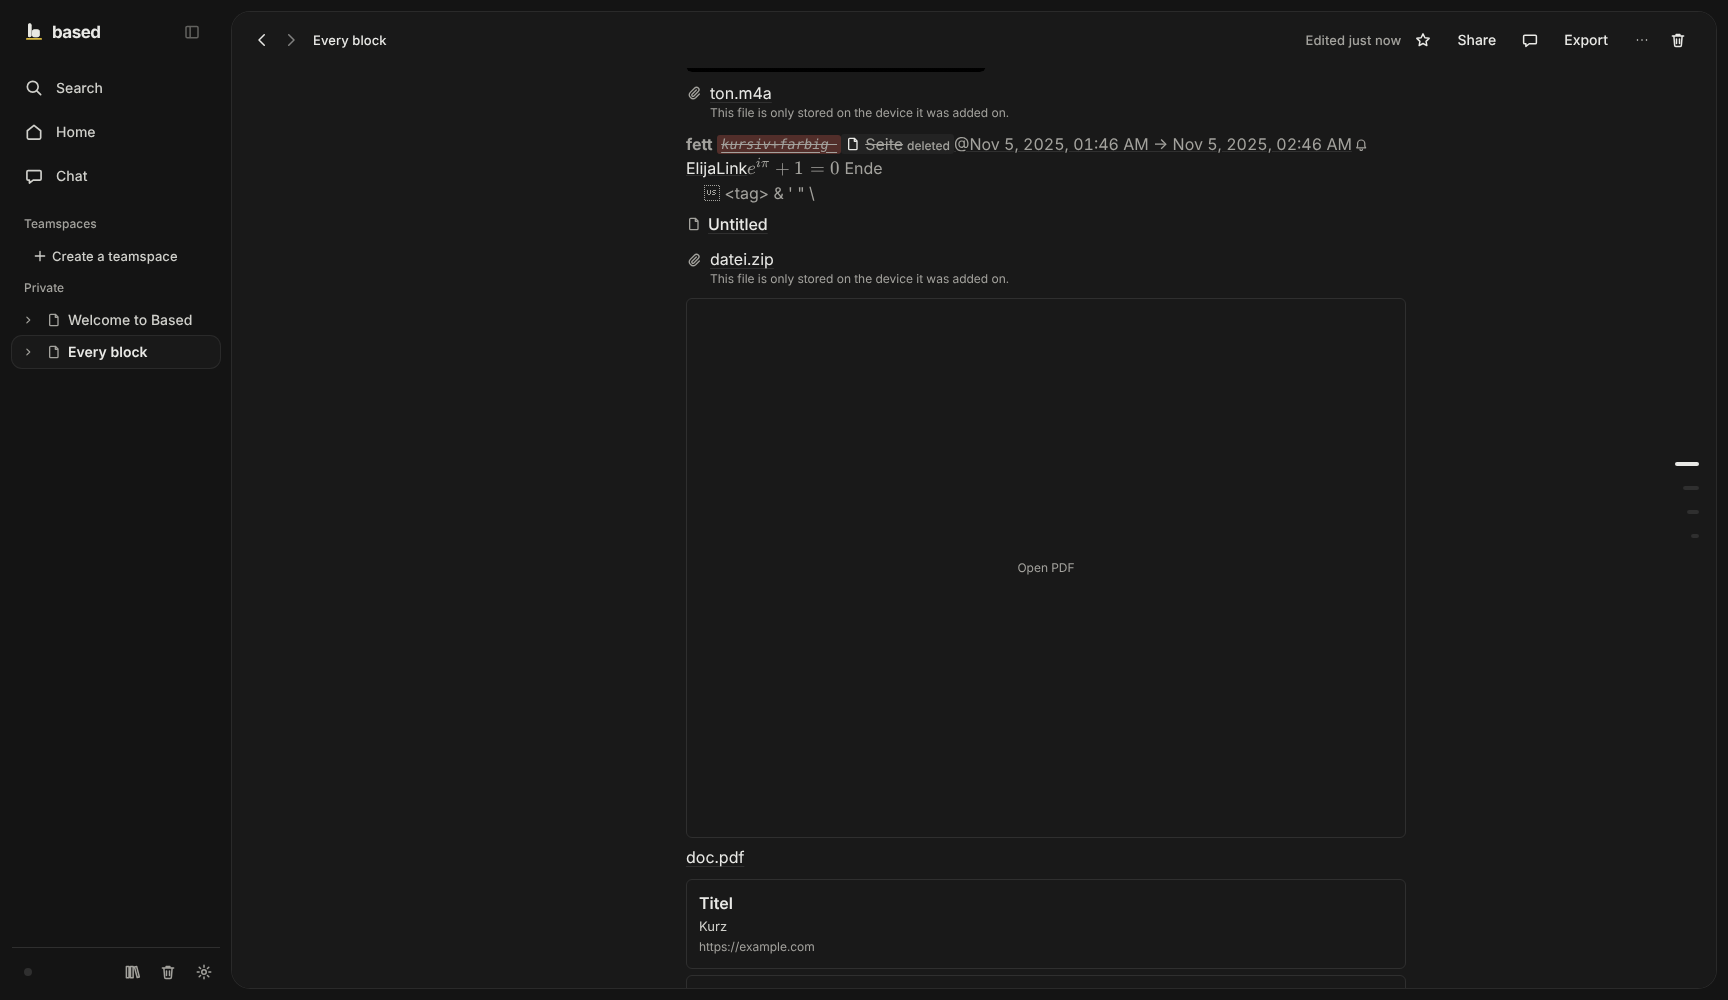 based
Search
Home
Chat
Teamspaces
Create a teamspace
Private
Welcome to Based
Every block
Every block
Edited just now
Share
Export
ton.m4a
This file is only stored on the device it was added on.
fett kursiv+farbig Seite deleted @Nov 5, 2025, 01:46 AM → Nov 5, 2025, 02:46 AM
ElijaLinke^{iπ} + 1 = 0 Ende
US <tag> & ' " \
Untitled
datei.zip
This file is only stored on the device it was added on.
Open PDF
doc.pdf
Titel
Kurz
https://example.com